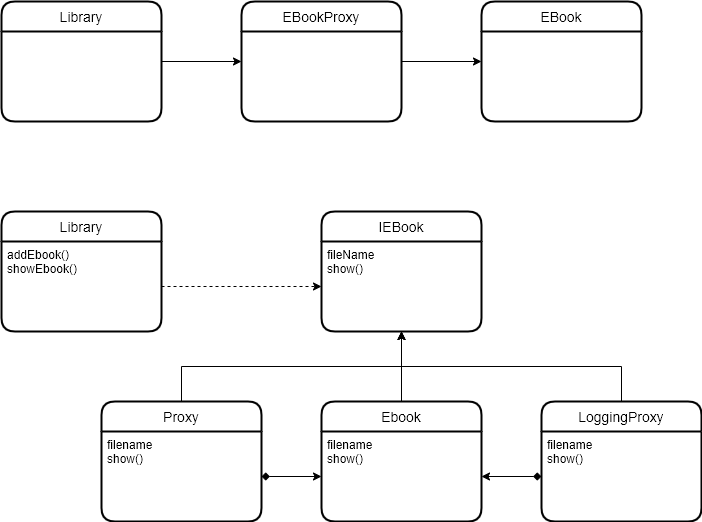 Library
EBookProxy
EBook
Library
addEbook()
showEbook()
IEBook
fileName
show()
Proxy
filename
show()
Ebook
filename
show()
LoggingProxy
filename
show()